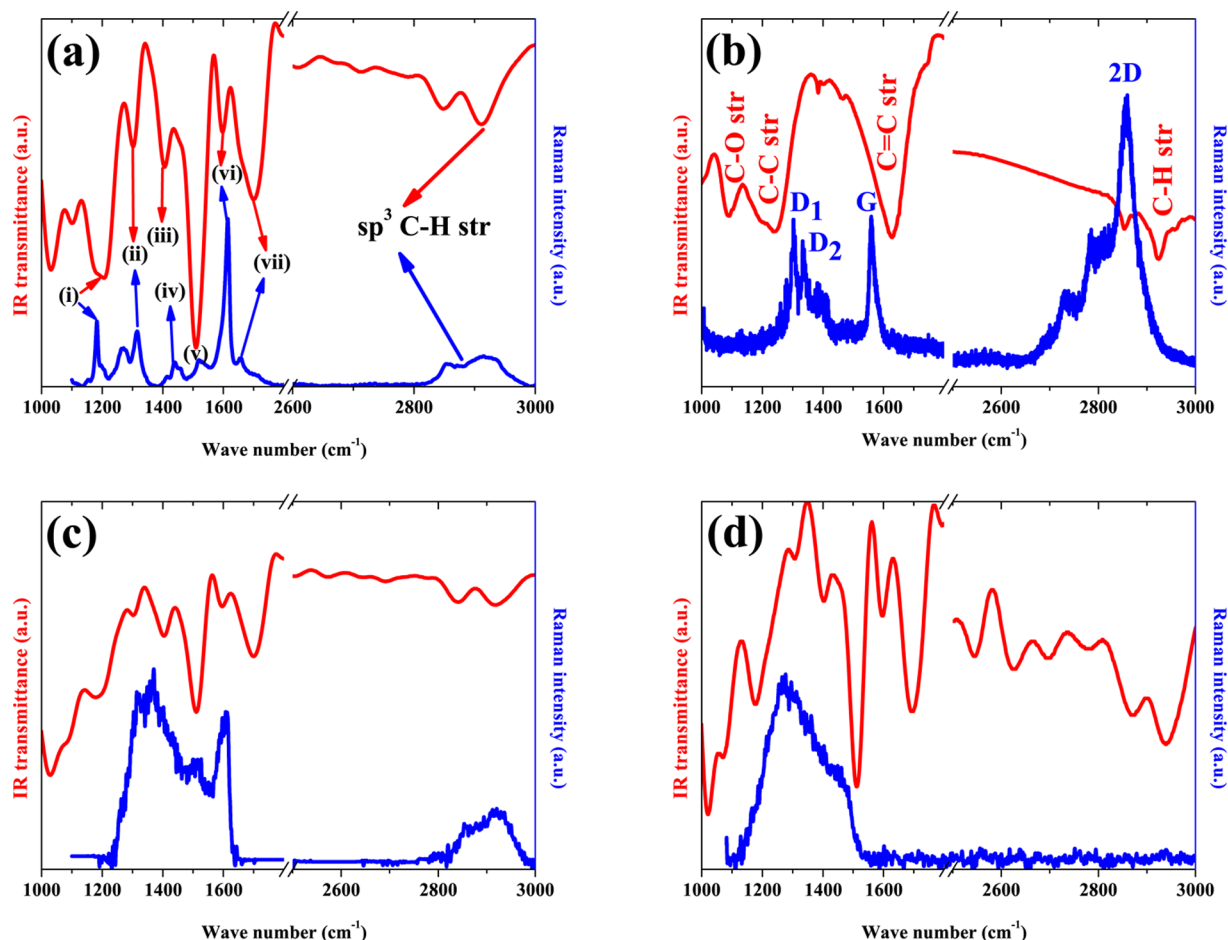 (a)
IR transmittance (a.u.)
Raman intensity (a.u.)
(i)
(ii)
(iii)
(iv)
(v)
(vi)
(vii)
sp³ C-H str
1000 1200 1400 1600 2600 2800 3000
Wave number (cm⁻¹)
(b)
IR transmittance (a.u.)
Raman intensity (a.u.)
C-O str
C-C str
C=C str
C-H str
D₁
D₂
G
2D
1000 1200 1400 1600 2600 2800 3000
Wave number (cm⁻¹)
(c)
IR transmittance (a.u.)
Raman intensity (a.u.)
1000 1200 1400 1600 2600 2800 3000
Wave number (cm⁻¹)
(d)
IR transmittance (a.u.)
Raman intensity (a.u.)
1000 1200 1400 1600 2600 2800 3000
Wave number (cm⁻¹)